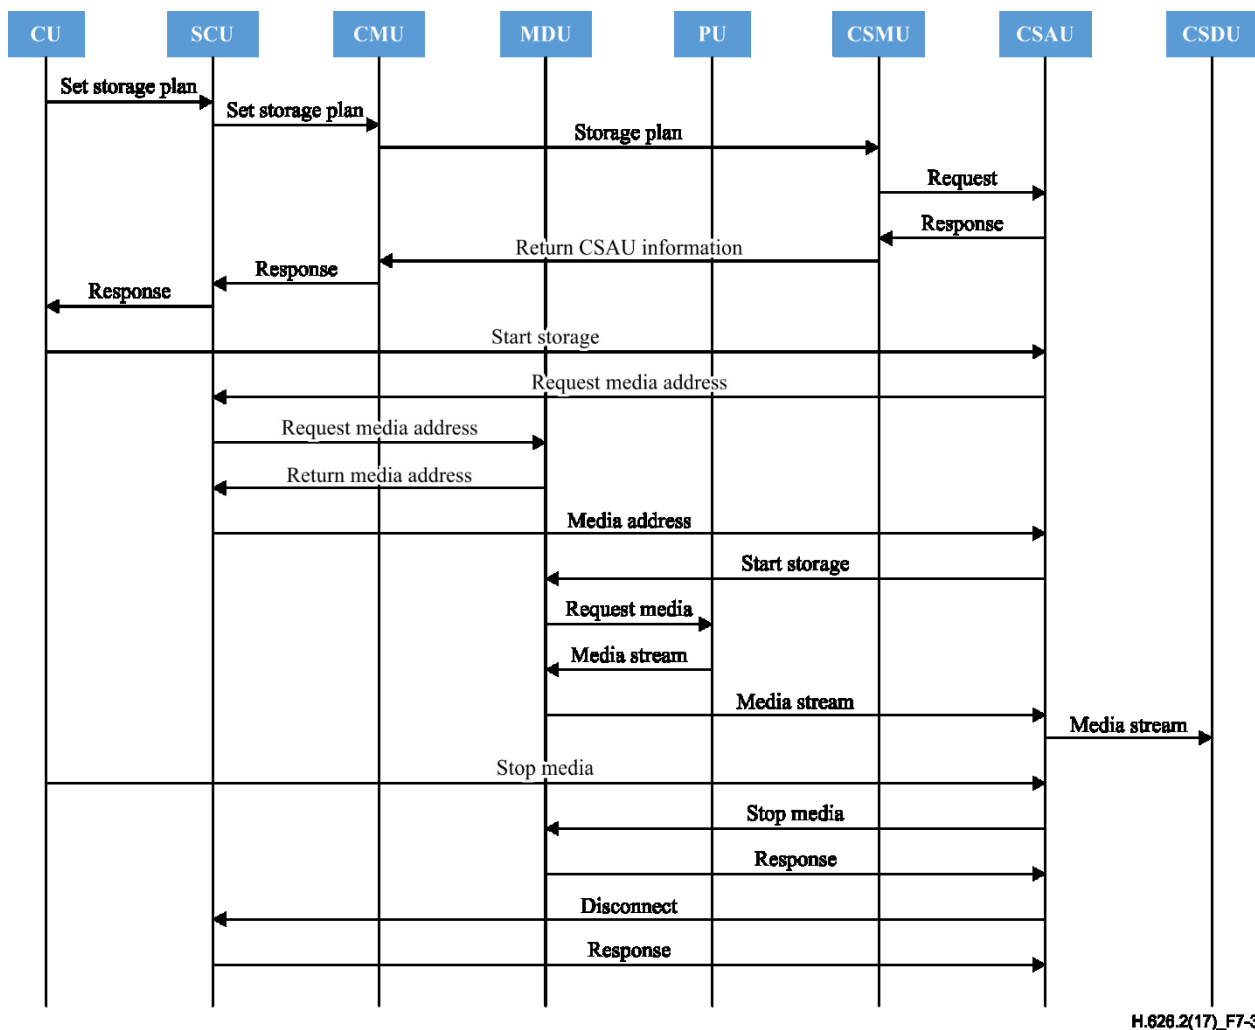 CU SCU CMU MDU PU CSMU CSAU CSDU
Set storage plan
Set storage plan
Storage plan
Request
Response
Return CSAU information
Response
Response
Start storage
Request media address
Request media address
Return media address
Media address
Start storage
Request media
Media stream
Media stream
Media stream
Stop media
Stop media
Response
Disconnect
Response
H.626.2(17)_F7-3